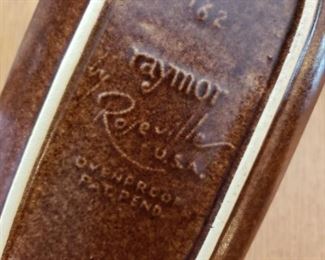 162
raymor
by Roseville
U.S.A.
OVENPROOF
PAT. PEND.